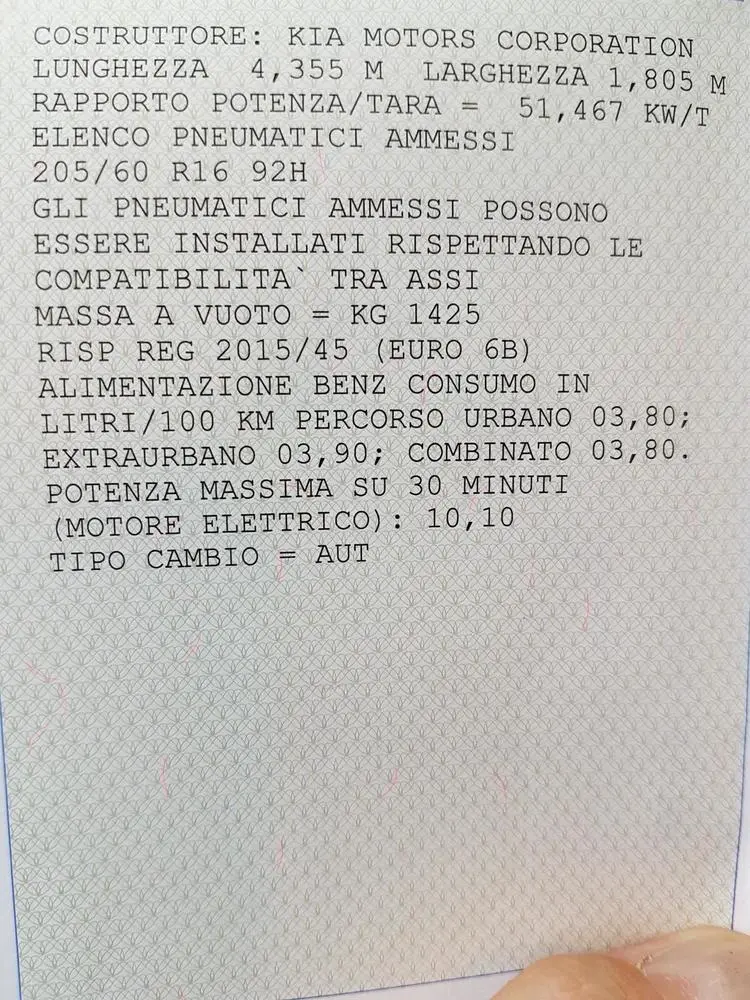 COSTRUTTORE: KIA MOTORS CORPORATION
LUNGHEZZA 4,355 M LARGHEZZA 1,805 M
RAPPORTO POTENZA/TARA = 51,467 KW/T
ELENCO PNEUMATICI AMMESSI
205/60 R16 92H
GLI PNEUMATICI AMMESSI POSSONO
ESSERE INSTALLATI RISPETTANDO LE
COMPATIBILITA` TRA ASSI
MASSA A VUOTO = KG 1425
RISP REG 2015/45 (EURO 6B)
ALIMENTAZIONE BENZ CONSUMO IN
LITRI/100 KM PERCORSO URBANO 03,80;
EXTRAURBANO 03,90; COMBINATO 03,80.
POTENZA MASSIMA SU 30 MINUTI
(MOTORE ELETTRICO): 10,10
TIPO CAMBIO = AUT